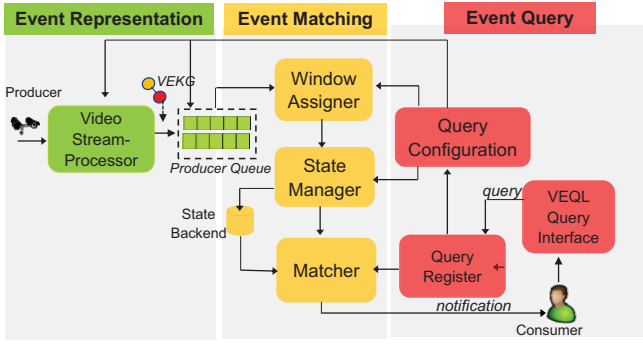 Event Representation
Event Matching
Event Query
Producer
VEKG
Video
Stream-
Processor
Producer Queue
Window
Assigner
State
Manager
State
Backend
Matcher
Query
Configuration
query
VEQL
Query
Interface
Query
Register
notification
Consumer